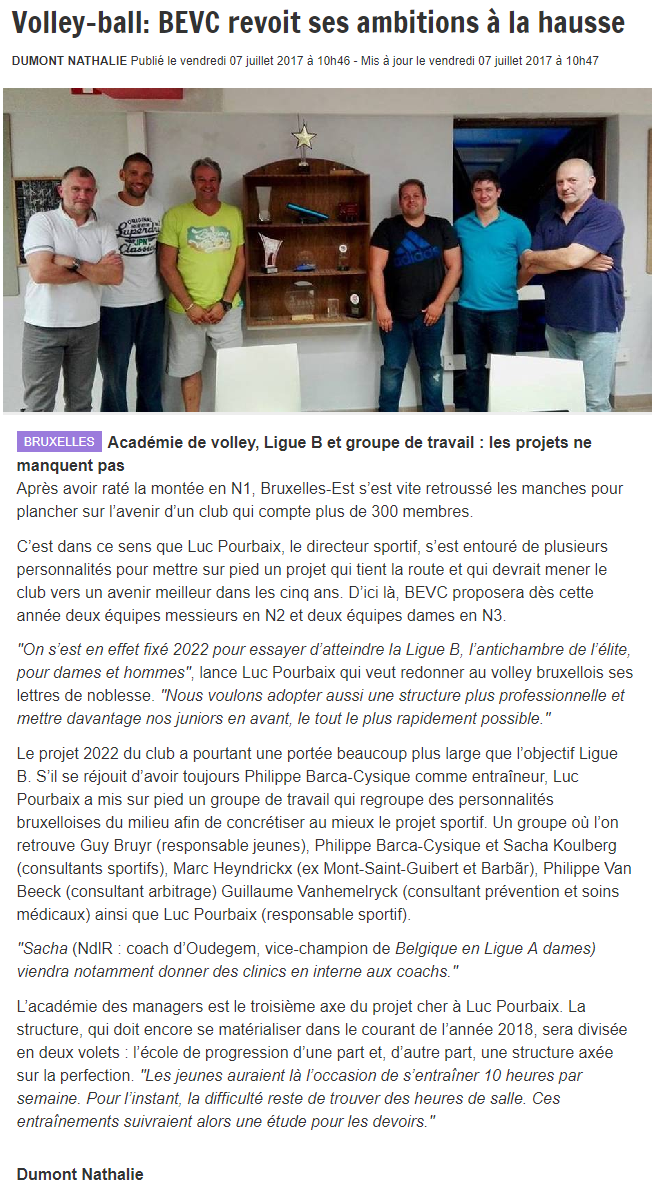 Volley-ball: BEVC revoit ses ambitions à la hausse
DUMONT NATHALIE Publié le vendredi 07 juillet 2017 à 10h46 - Mis à jour le vendredi 07 juillet 2017 à 10h47
ORIGINAL
Superdry
JPN
Classics
adidas
BRUXELLES Académie de volley, Ligue B et groupe de travail : les projets ne
manquent pas
Après avoir raté la montée en N1, Bruxelles-Est s’est vite retroussé les manches pour
plancher sur l’avenir d’un club qui compte plus de 300 membres.
C’est dans ce sens que Luc Pourbaix, le directeur sportif, s’est entouré de plusieurs
personnalités pour mettre sur pied un projet qui tient la route et qui devrait mener le
club vers un avenir meilleur dans les cinq ans. D’ici là, BEVC proposera dès cette
année deux équipes messieurs en N2 et deux équipes dames en N3.
"On s’est en effet fixé 2022 pour essayer d’atteindre la Ligue B, l’antichambre de l’élite,
pour dames et hommes", lance Luc Pourbaix qui veut redonner au volley bruxellois ses
lettres de noblesse. "Nous voulons adopter aussi une structure plus professionnelle et
mettre davantage nos juniors en avant, le tout le plus rapidement possible."
Le projet 2022 du club a pourtant une portée beaucoup plus large que l’objectif Ligue
B. S’il se réjouit d’avoir toujours Philippe Barca-Cysique comme entraîneur, Luc
Pourbaix a mis sur pied un groupe de travail qui regroupe des personnalités
bruxelloises du milieu afin de concrétiser au mieux le projet sportif. Un groupe où l’on
retrouve Guy Bruyr (responsable jeunes), Philippe Barca-Cysique et Sacha Koulberg
(consultants sportifs), Marc Heyndrickx (ex Mont-Saint-Guibert et Barbãr), Philippe Van
Beeck (consultant arbitrage) Guillaume Vanhemelryck (consultant prévention et soins
médicaux) ainsi que Luc Pourbaix (responsable sportif).
"Sacha (NdlR : coach d’Oudegem, vice-champion de Belgique en Ligue A dames)
viendra notamment donner des clinics en interne aux coachs."
L’académie des managers est le troisième axe du projet cher à Luc Pourbaix. La
structure, qui doit encore se matérialiser dans le courant de l’année 2018, sera divisée
en deux volets : l’école de progression d’une part et, d’autre part, une structure axée
sur la perfection. "Les jeunes auraient là l’occasion de s’entraîner 10 heures par
semaine. Pour l’instant, la difficulté reste de trouver des heures de salle. Ces
entraînements suivraient alors une étude pour les devoirs."
Dumont Nathalie